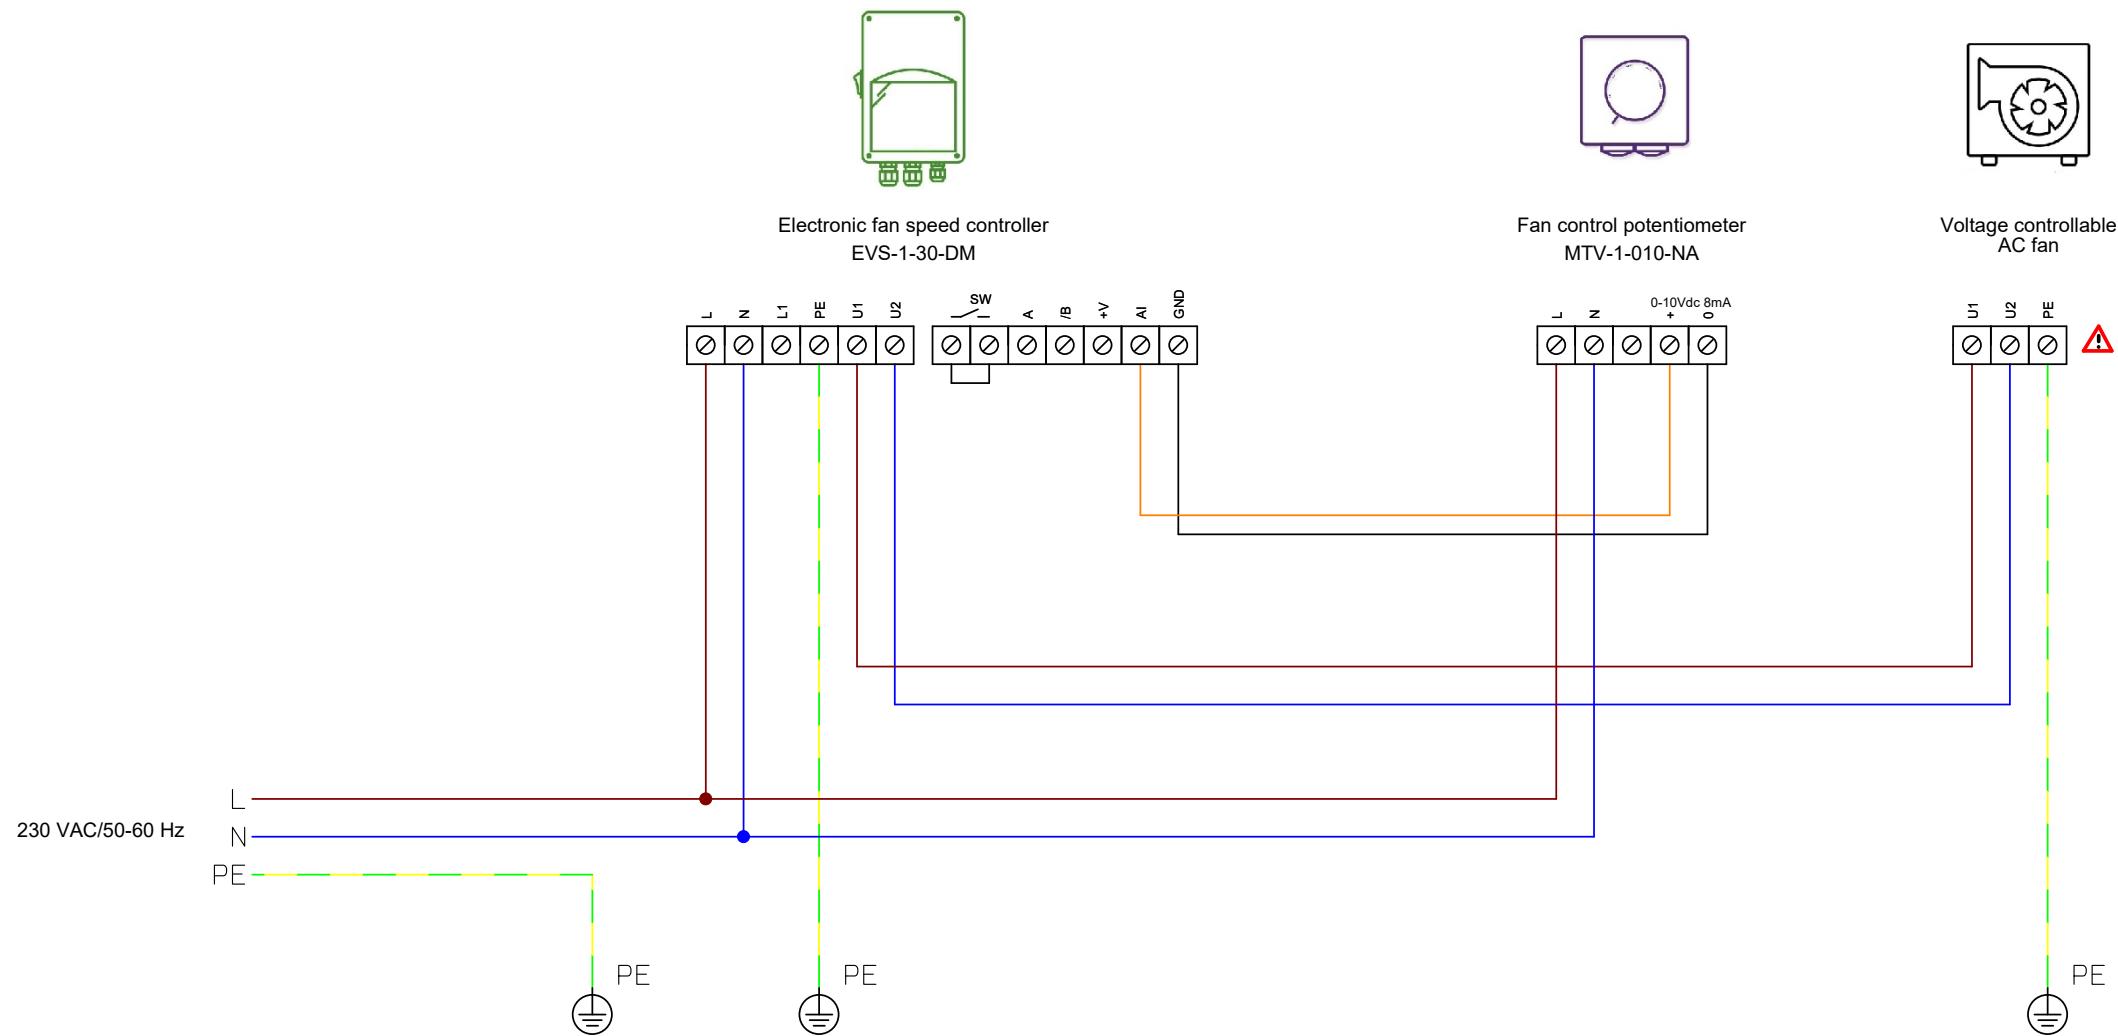 Electronic fan speed controller
EVS-1-30-DM
Fan control potentiometer
MTV-1-010-NA
Voltage controllable
AC fan
L N L1 PE U1 U2
SW A /B +V AI GND
0-10Vdc 8mA
L N + 0
U1 U2 PE
230 VAC/50-60 Hz
L
N
PE
PE
PE
PE